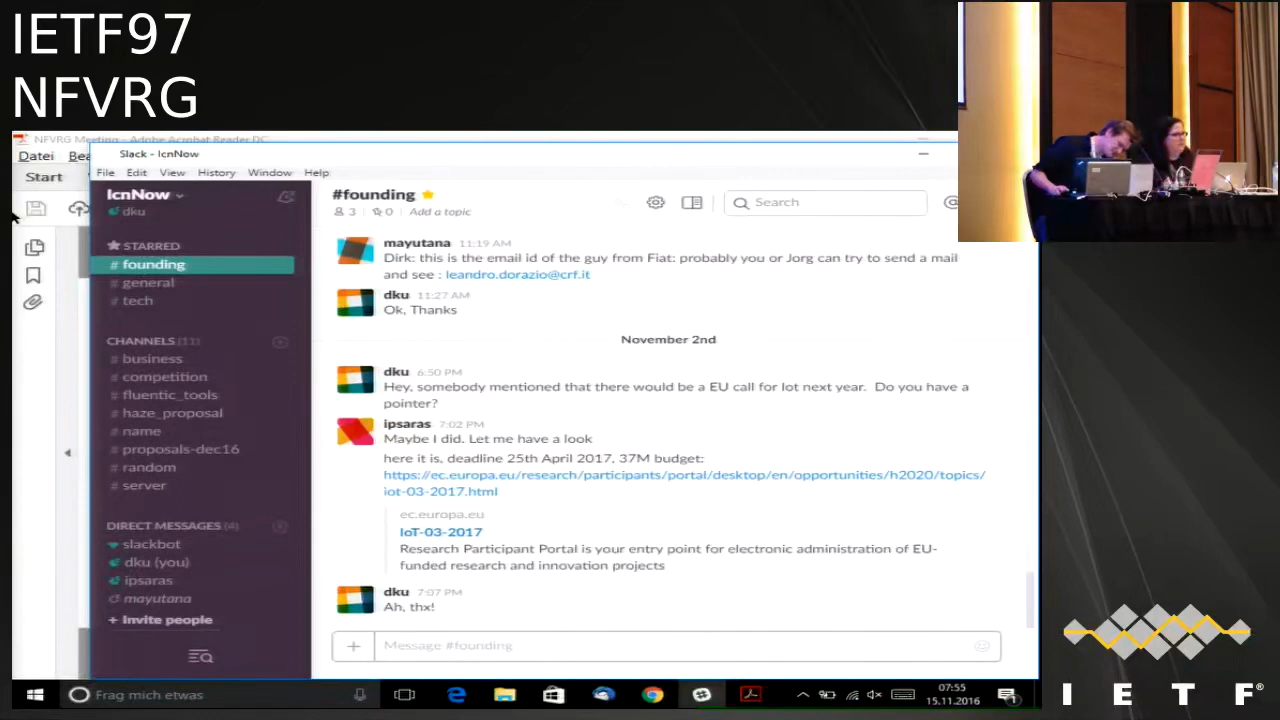 IETF97
NFVRG
NFVRG Meeting - Adobe Acrobat Reader DC
Datei Bea
Start
Slack - IcnNow
File Edit View History Window Help
IcnNow
dku
STARRED
# founding
# general
# tech
CHANNELS (11)
# business
# competition
# fluentic_tools
# haze_proposal
# name
# proposals-dec16
# random
# server
DIRECT MESSAGES (4)
slackbot
dku (you)
ipsaras
mayutana
+ Invite people
#founding
3 | 0 | Add a topic
Search
mayutana 11:19 AM
Dirk: this is the email id of the guy from Fiat: probably you or Jorg can try to send a mail
and see : leandro.dorazio@crf.it
dku 11:27 AM
Ok, Thanks
November 2nd
dku 6:50 PM
Hey, somebody mentioned that there would be a EU call for Iot next year. Do you have a
pointer?
ipsaras 7:02 PM
Maybe I did. Let me have a look
here it is, deadline 25th April 2017, 37M budget:
https://ec.europa.eu/research/participants/portal/desktop/en/opportunities/h2020/topics/
iot-03-2017.html
ec.europa.eu
IoT-03-2017
Research Participant Portal is your entry point for electronic administration of EU-
funded research and innovation projects
dku 7:07 PM
Ah, thx!
Message #founding
Frag mich etwas
07:55
15.11.2016
1
I E T F®